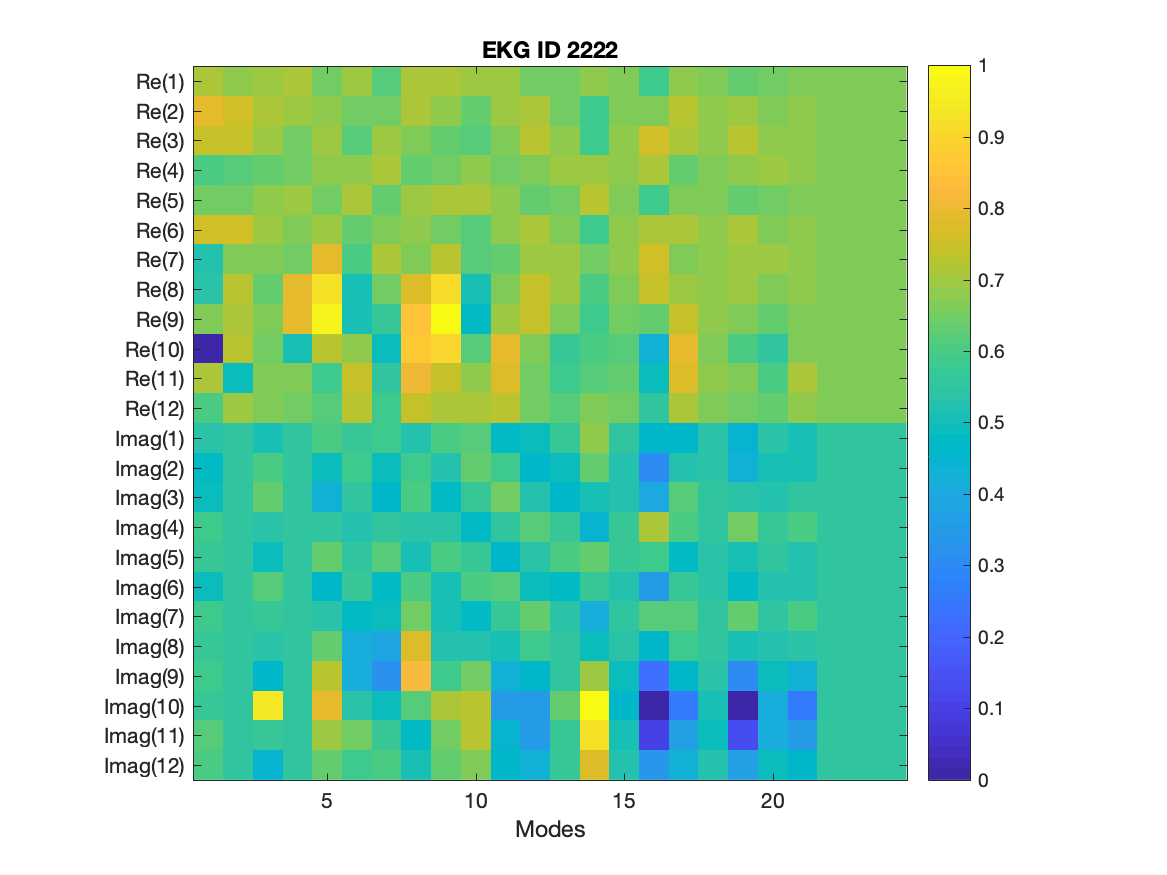 EKG ID 2222
Re(1)
Re(2)
Re(3)
Re(4)
Re(5)
Re(6)
Re(7)
Re(8)
Re(9)
Re(10)
Re(11)
Re(12)
Imag(1)
Imag(2)
Imag(3)
Imag(4)
Imag(5)
Imag(6)
Imag(7)
Imag(8)
Imag(9)
Imag(10)
Imag(11)
Imag(12)
5 10 15 20
Modes
1
0.9
0.8
0.7
0.6
0.5
0.4
0.3
0.2
0.1
0